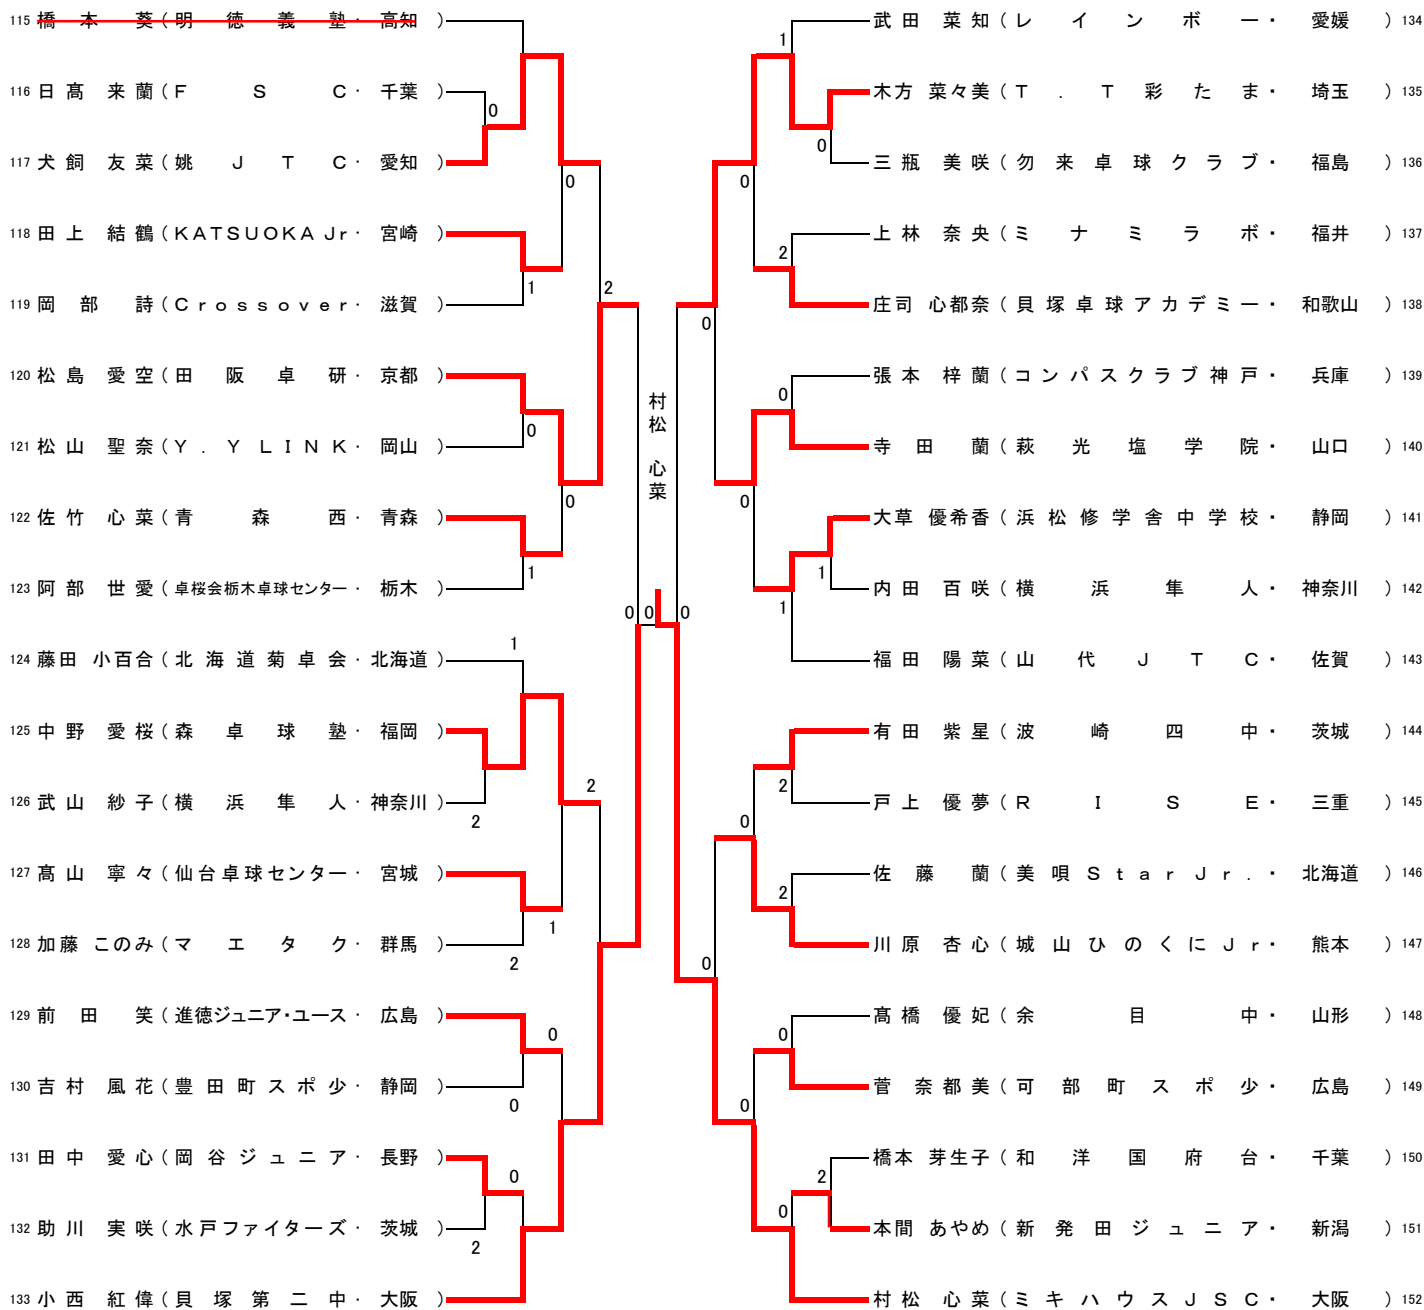 115 橋本 葵 (明徳義塾・高知)
116 日髙 来蘭 (FSC・千葉)
117 犬飼 友菜 (姚JTC・愛知)
118 田上 結鶴 (KATSUOKA Jr・宮崎)
119 岡部 詩 (Crossover・滋賀)
120 松島 愛空 (田阪卓研・京都)
121 松山 聖奈 (Y.Y LINK・岡山)
122 佐竹 心菜 (青森西・青森)
123 阿部 世愛 (卓桜会栃木卓球センター・栃木)
124 藤田 小百合 (北海道菊卓会・北海道)
125 中野 愛桜 (森卓球塾・福岡)
126 武山 紗子 (横浜隼人・神奈川)
127 髙山 寧々 (仙台卓球センター・宮城)
128 加藤 このみ (マエタク・群馬)
129 前田 笑 (進徳ジュニア・ユース・広島)
130 吉村 風花 (豊田町スポ少・静岡)
131 田中 愛心 (岡谷ジュニア・長野)
132 助川 実咲 (水戸ファイターズ・茨城)
133 小西 紅偉 (貝塚第二中・大阪)
0
0
1
2
0
0
1
1
2
2
1
2
0
0
0
2
0 0 0
村松 心菜
1
0
0
2
0
0
0
1
1
2
0
2
0
0
0
2
0
武田 菜知 (レインボー・愛媛) 134
木方 菜々美 (T.T彩たま・埼玉) 135
三瓶 美咲 (勿来卓球クラブ・福島) 136
上林 奈央 (ミナミラボ・福井) 137
庄司 心都奈 (貝塚卓球アカデミー・和歌山) 138
張本 梓蘭 (コンパスクラブ神戸・兵庫) 139
寺田 蘭 (萩光塩学院・山口) 140
大草 優希香 (浜松修学舎中学校・静岡) 141
内田 百咲 (横浜隼人・神奈川) 142
福田 陽菜 (山代JTC・佐賀) 143
有田 紫星 (波崎四中・茨城) 144
戸上 優夢 (RISE・三重) 145
佐藤 蘭 (美唄StarJr.・北海道) 146
川原 杏心 (城山ひのくにJr・熊本) 147
髙橋 優妃 (余目中・山形) 148
菅 奈都美 (可部町スポ少・広島) 149
橋本 芽生子 (和洋国府台・千葉) 150
本間 あやめ (新発田ジュニア・新潟) 151
村松 心菜 (ミキハウスJSC・大阪) 152